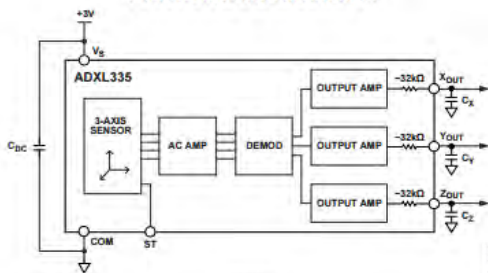 +3V
VS
ADXL335
3-AXIS
SENSOR
AC AMP
DEMOD
OUTPUT AMP
~32kΩ
XOUT
CX
OUTPUT AMP
~32kΩ
YOUT
CY
OUTPUT AMP
~32kΩ
ZOUT
CZ
CDC
COM
ST